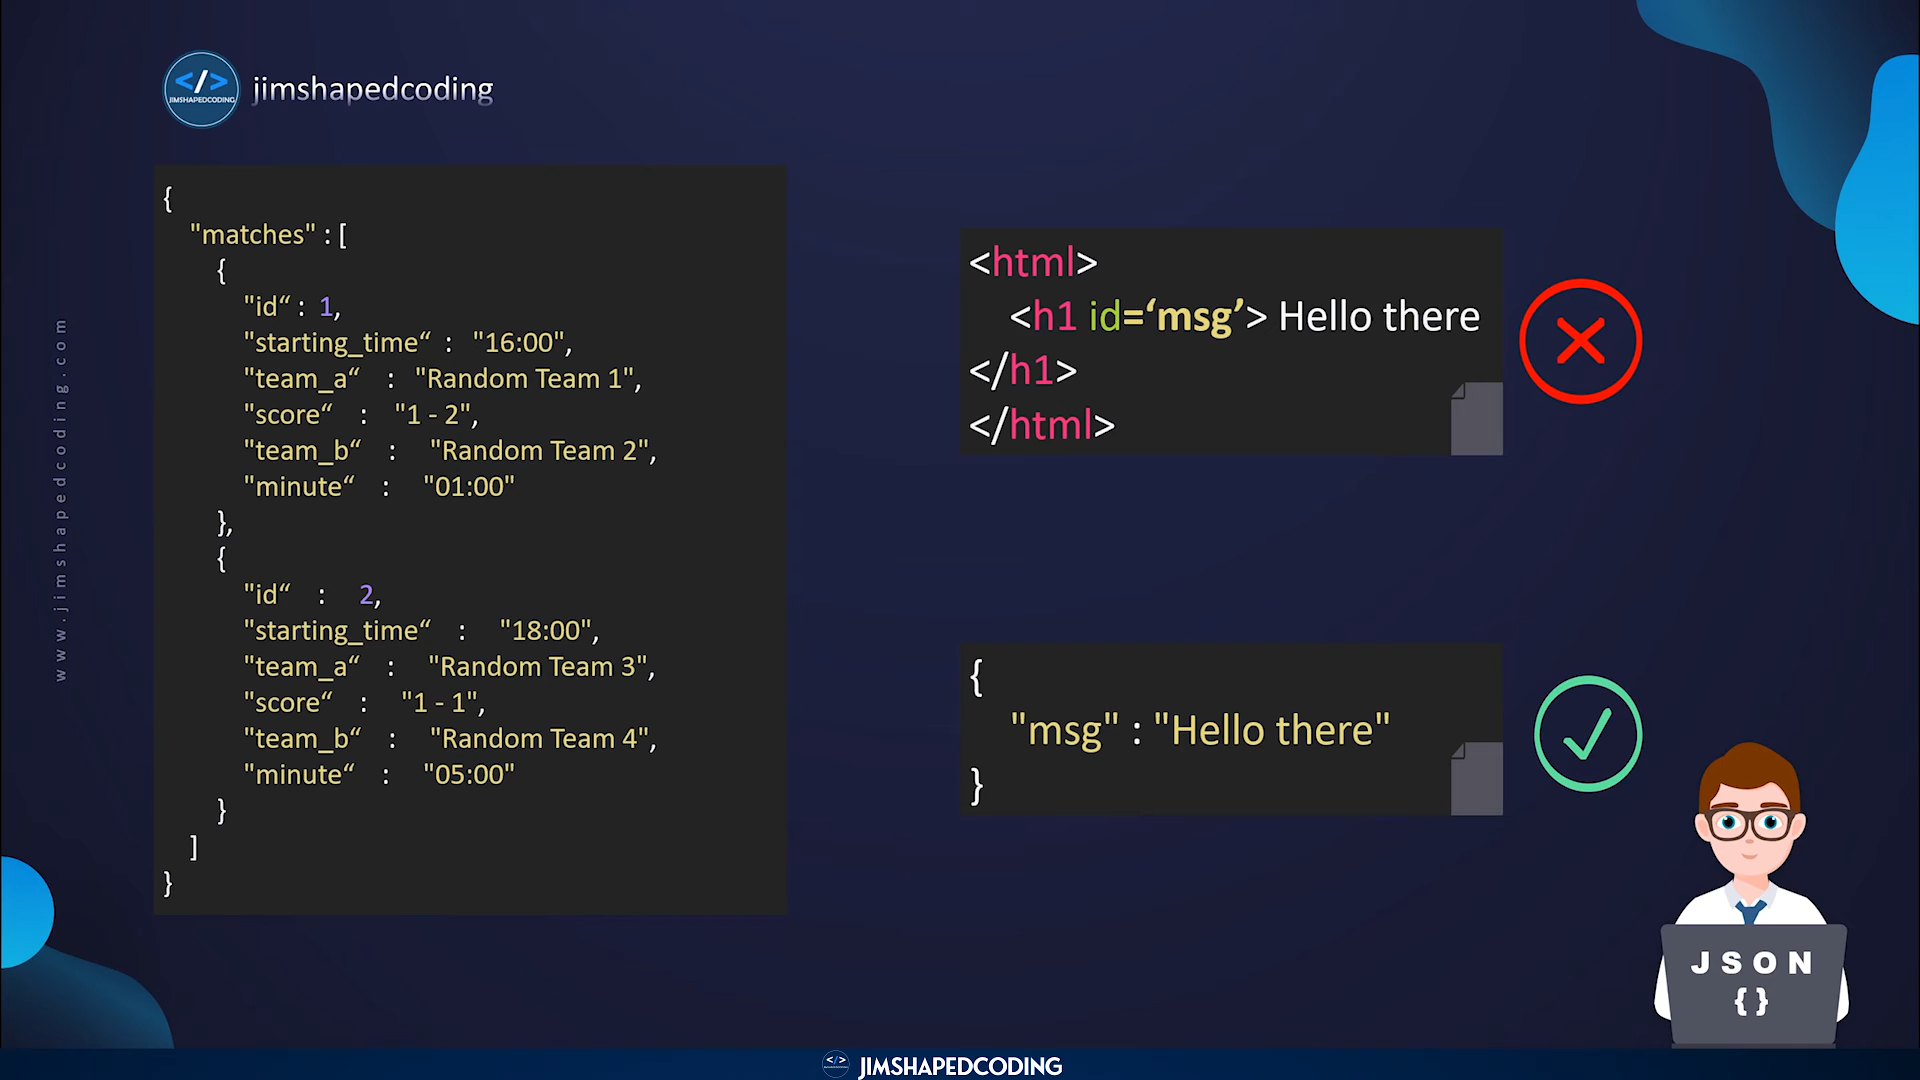 </>
JIMSHAPEDCODING
jimshapedcoding
www.jimshapedcoding.com
{
"matches" : [
{
"id“ : 1,
"starting_time“ : "16:00",
"team_a“ : "Random Team 1",
"score“ : "1 - 2",
"team_b“ : "Random Team 2",
"minute“ : "01:00"
},
{
"id“ : 2,
"starting_time“ : "18:00",
"team_a“ : "Random Team 3",
"score“ : "1 - 1",
"team_b“ : "Random Team 4",
"minute“ : "05:00"
}
]
}
<html>
<h1 id=‘msg’> Hello there
</h1>
</html>
{
"msg" : "Hello there"
}
JSON
{}
</> JIMSHAPEDCODING